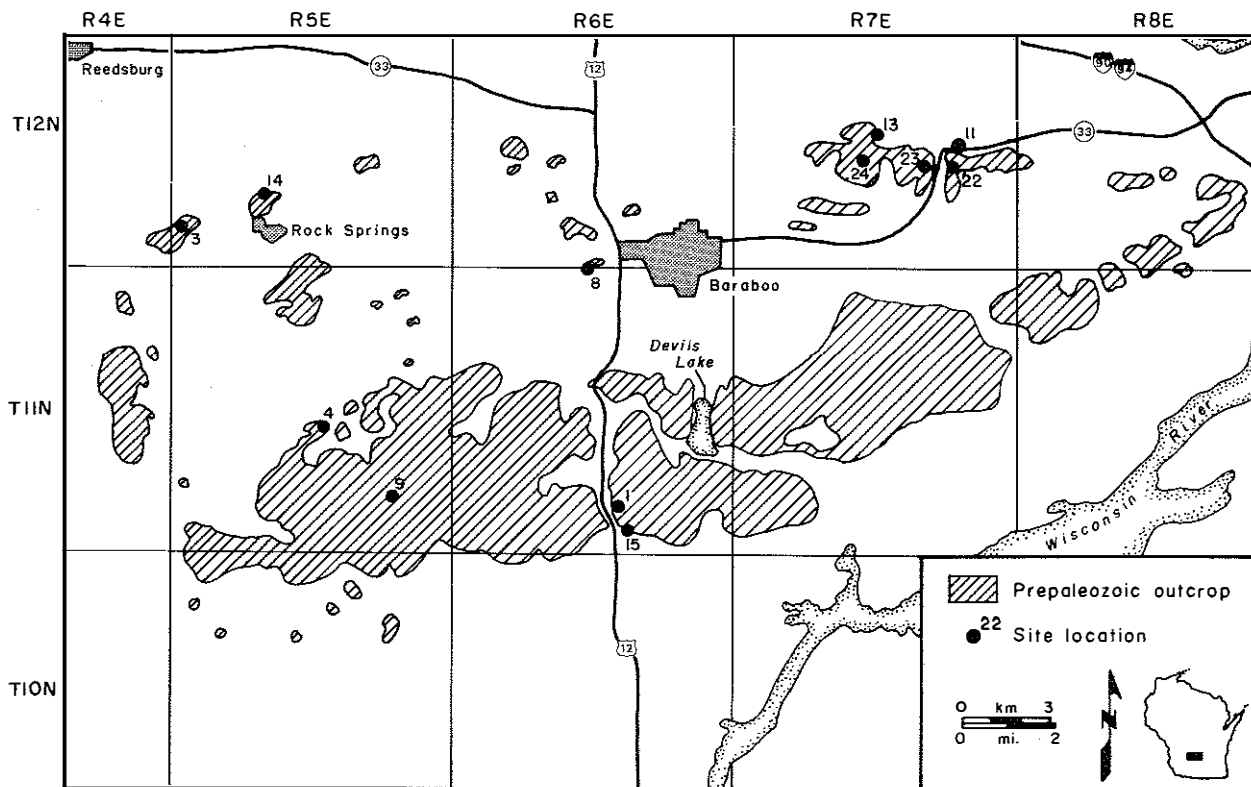 R4E R5E R6E R7E R8E
Reedsburg
33
12
90 94
T12N
13
11
33
24
23
22
14
3
Rock Springs
8
Baraboo
Devils
Lake
T11N
4
9
1
15
Wisconsin River
Prepaleozoic outcrop
22 Site location
T10N
12
0 km 3
0 mi. 2
N